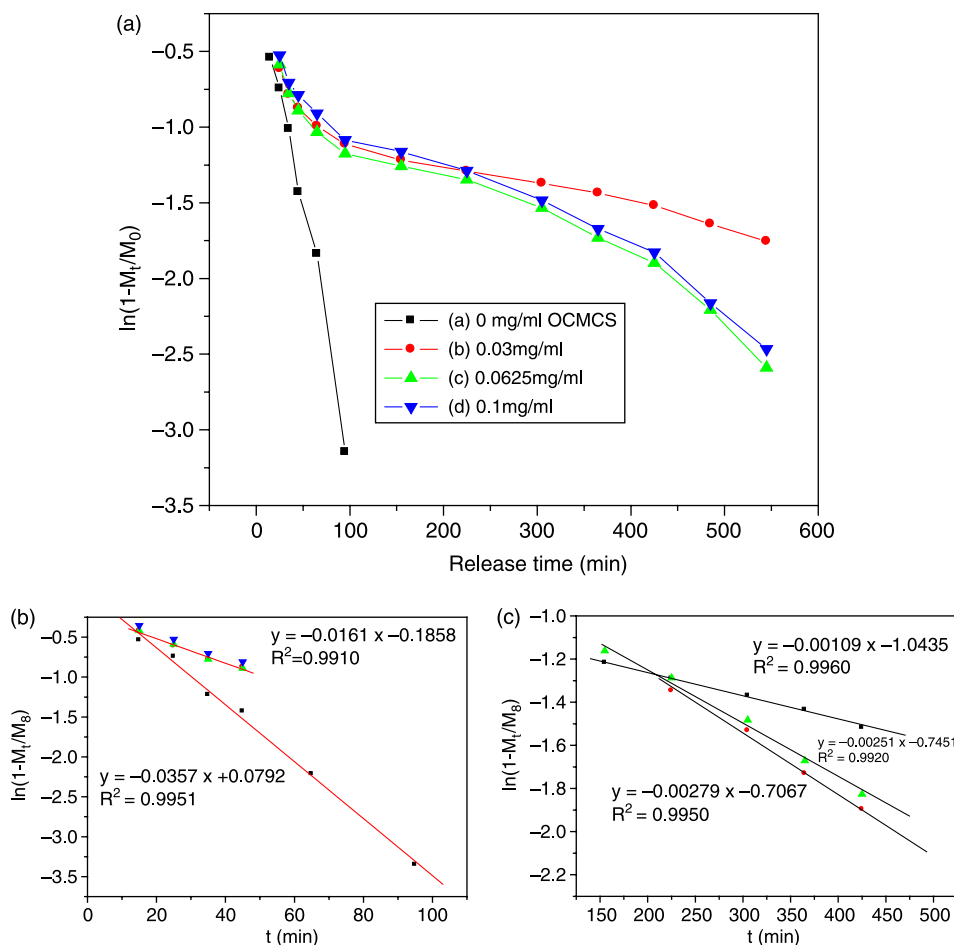 (a)
−0.5
−1.0
−1.5
−2.0
−2.5
−3.0
−3.5
ln(1-Mt/M0)
(a) 0 mg/ml OCMCS
(b) 0.03mg/ml
(c) 0.0625mg/ml
(d) 0.1mg/ml
0 100 200 300 400 500 600
Release time (min)
(b)
−0.5
−1.0
−1.5
−2.0
−2.5
−3.0
−3.5
ln(1-Mt/M8)
y = −0.0161 x −0.1858
R²=0.9910
y = −0.0357 x +0.0792
R² = 0.9951
0 20 40 60 80 100
t (min)
(c)
−1.0
−1.2
−1.4
−1.6
−1.8
−2.0
−2.2
ln(1-Mt/M8)
y = −0.00109 x −1.0435
R² = 0.9960
y = −0.00251 x −0.7451
R² = 0.9920
y = −0.00279 x −0.7067
R² = 0.9950
150 200 250 300 350 400 450 500
t (min)